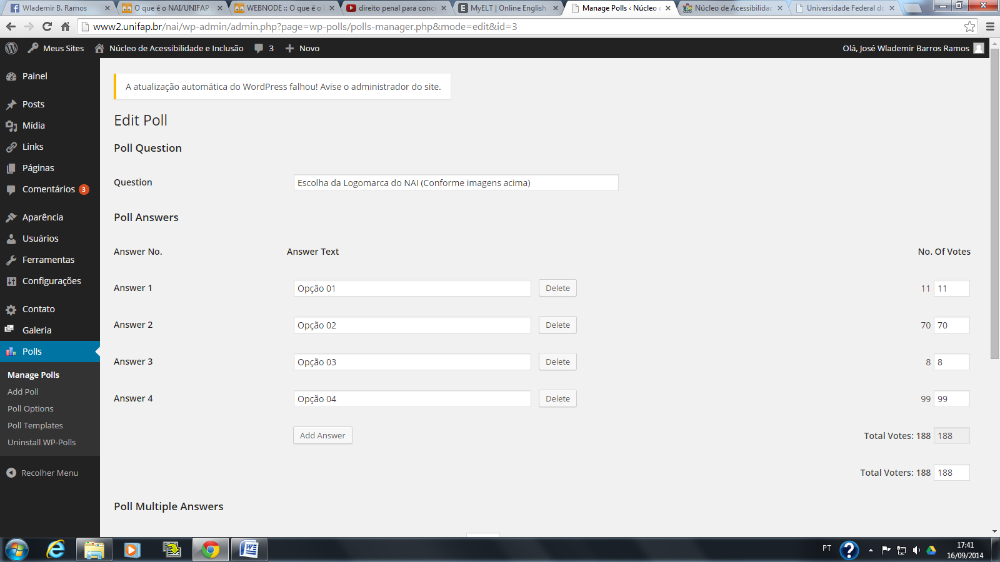 Wlademir B. Ramos
O que é o NAI/UNIFAP
WEBNODE :: O que é o
direito penal para conc
MyELT | Online English
Manage Polls ‹ Núcleo
Núcleo de Acessibilidad
Universidade Federal do
www2.unifap.br/nai/wp-admin/admin.php?page=wp-polls/polls-manager.php&mode=edit&id=3
Meus Sites
Núcleo de Acessibilidade e Inclusão
3
Novo
Olá, José Wlademir Barros Ramos
Painel
Posts
Mídia
Links
Páginas
Comentários 3
Aparência
Usuários
Ferramentas
Configurações
Contato
Galeria
Polls
Manage Polls
Add Poll
Poll Options
Poll Templates
Uninstall WP-Polls
Recolher Menu
A atualização automática do WordPress falhou! Avise o administrador do site.
Edit Poll
Poll Question
Question Escolha da Logomarca do NAI (Conforme imagens acima)
Poll Answers
Answer No. Answer Text No. Of Votes
Answer 1 Opção 01 Delete 11 11
Answer 2 Opção 02 Delete 70 70
Answer 3 Opção 03 Delete 8 8
Answer 4 Opção 04 Delete 99 99
Add Answer Total Votes: 188 188
Total Voters: 188 188
Poll Multiple Answers
PT
17:41
16/09/2014